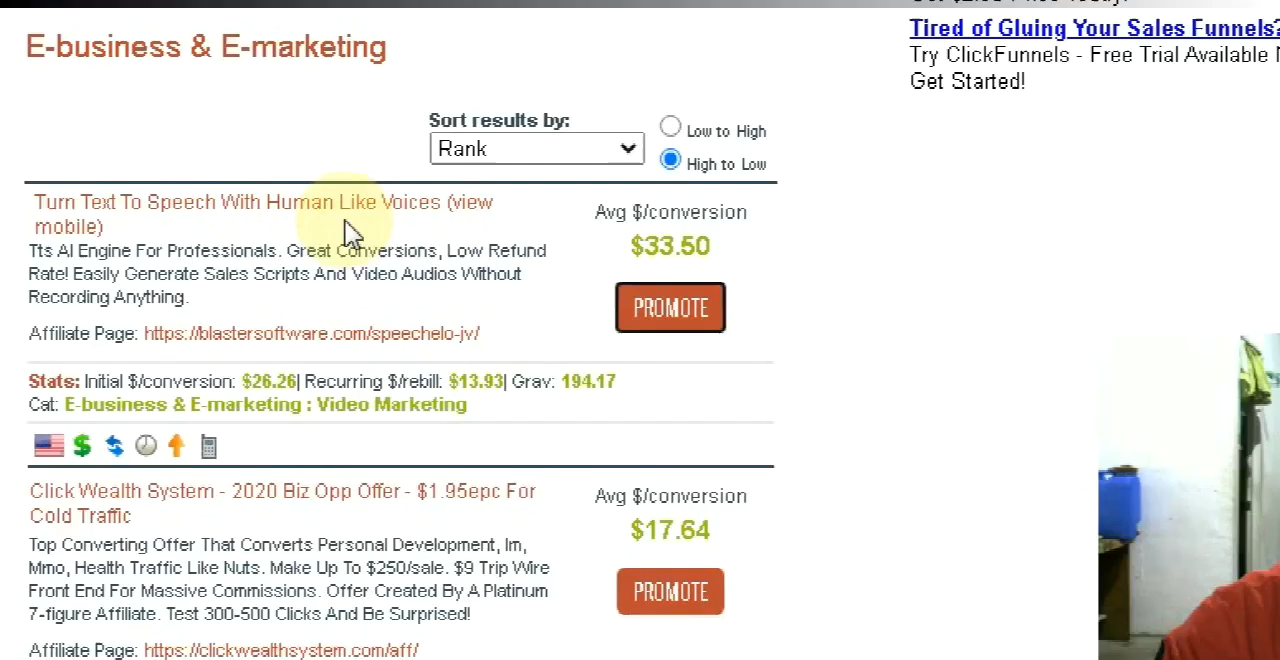 E-business & E-marketing
Tired of Gluing Your Sales Funnels?
Try ClickFunnels - Free Trial Available
Get Started!
Sort results by:
Low to High
Rank
High to Low
Turn Text To Speech With Human Like Voices (view
mobile)
Tts AI Engine For Professionals. Great Conversions, Low Refund
Rate! Easily Generate Sales Scripts And Video Audios Without
Recording Anything.
Avg $/conversion
$33.50
PROMOTE
Affiliate Page: https://blastersoftware.com/speechelo-jv/
Stats: Initial $/conversion: $26.26| Recurring $/rebill: $13.93| Grav: 194.17
Cat: E-business & E-marketing : Video Marketing
Click Wealth System - 2020 Biz Opp Offer - $1.95epc For
Cold Traffic
Top Converting Offer That Converts Personal Development, Im,
Mmo, Health Traffic Like Nuts. Make Up To $250/sale. $9 Trip Wire
Front End For Massive Commissions. Offer Created By A Platinum
7-figure Affiliate. Test 300-500 Clicks And Be Surprised!
Avg $/conversion
$17.64
PROMOTE
Affiliate Page: https://clickwealthsystem.com/aff/